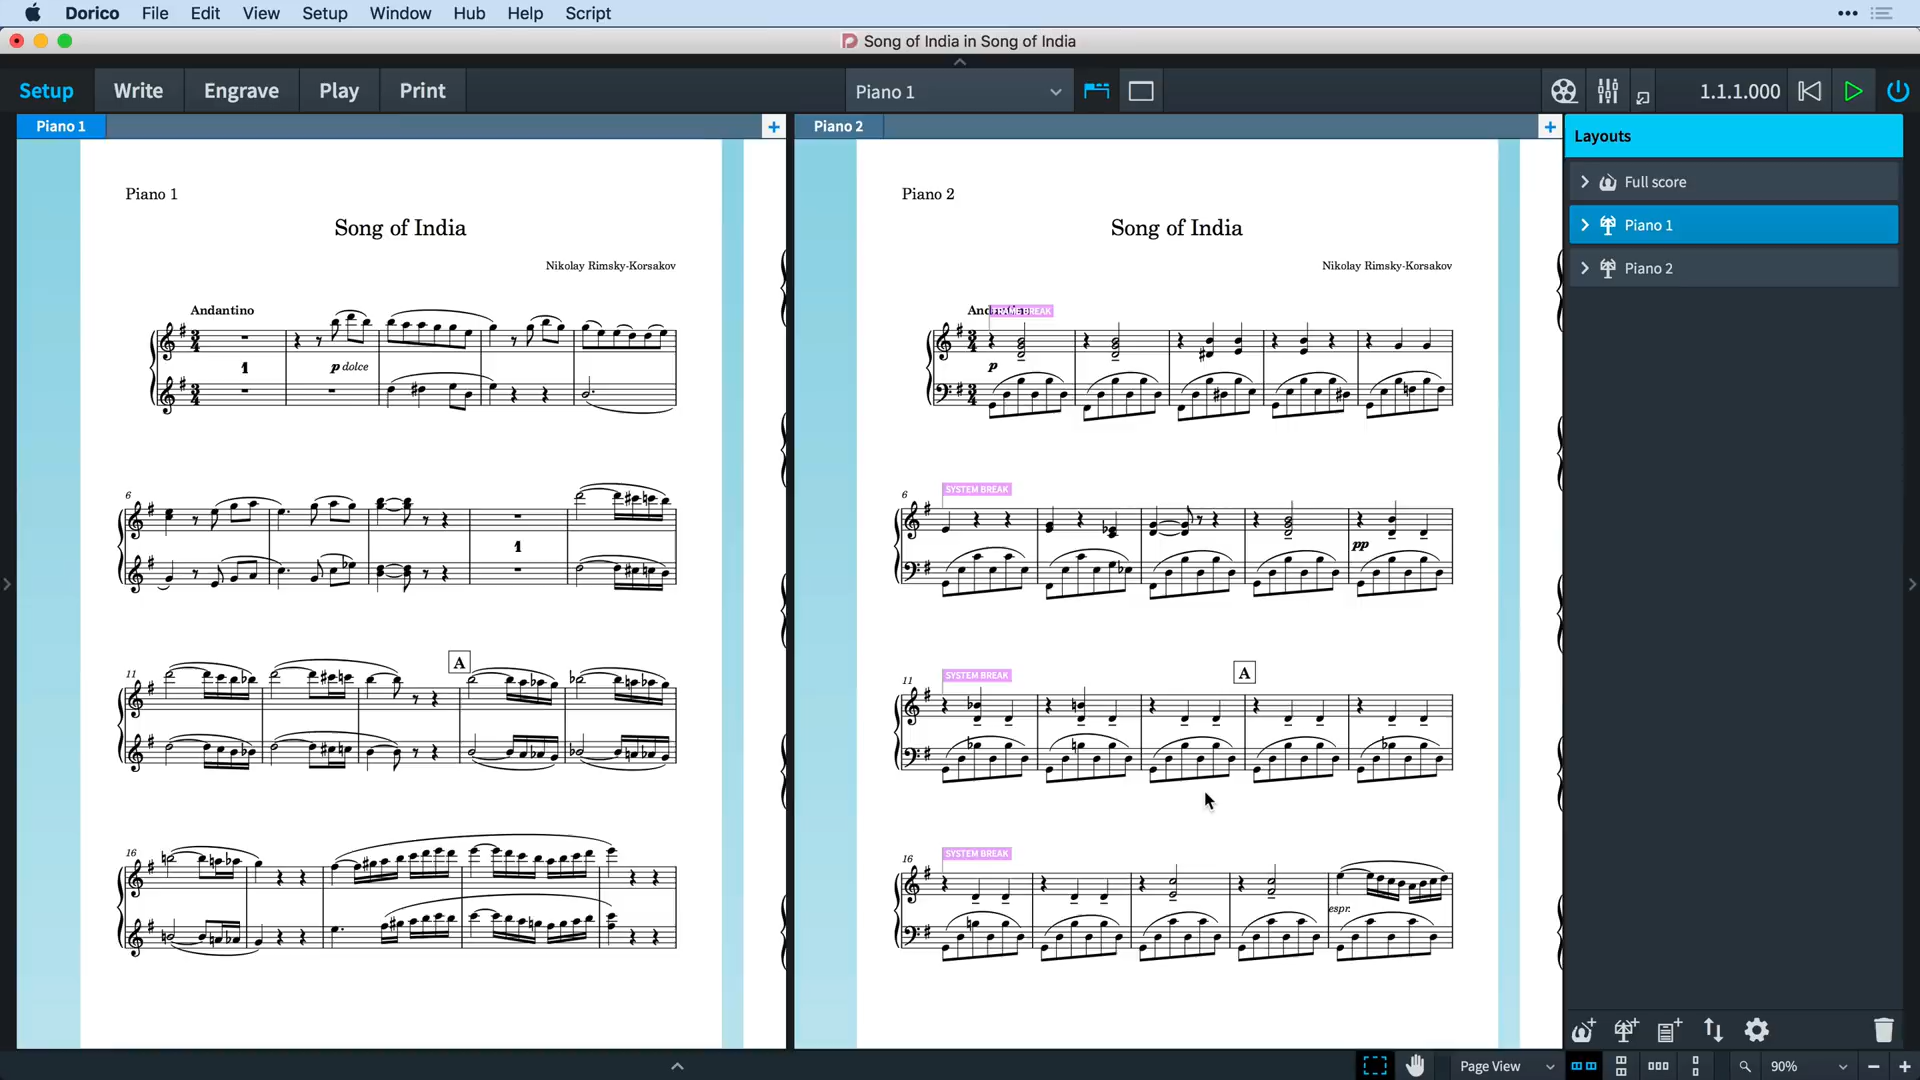 Dorico File Edit View Setup Window Hub Help Script
Song of India in Song of India
Setup Write Engrave Play Print Piano 1 1.1.1.000
Piano 1
Piano 2
Layouts
Full score
Piano 1
Piano 2
Piano 1
Song of India
Nikolay Rimsky-Korsakov
Andantino
1
p dolce
6
1
11
A
16
Piano 2
Song of India
Nikolay Rimsky-Korsakov
p
6
SYSTEM BREAK
pp
11
SYSTEM BREAK
A
16
SYSTEM BREAK
espr.
Page View 90%